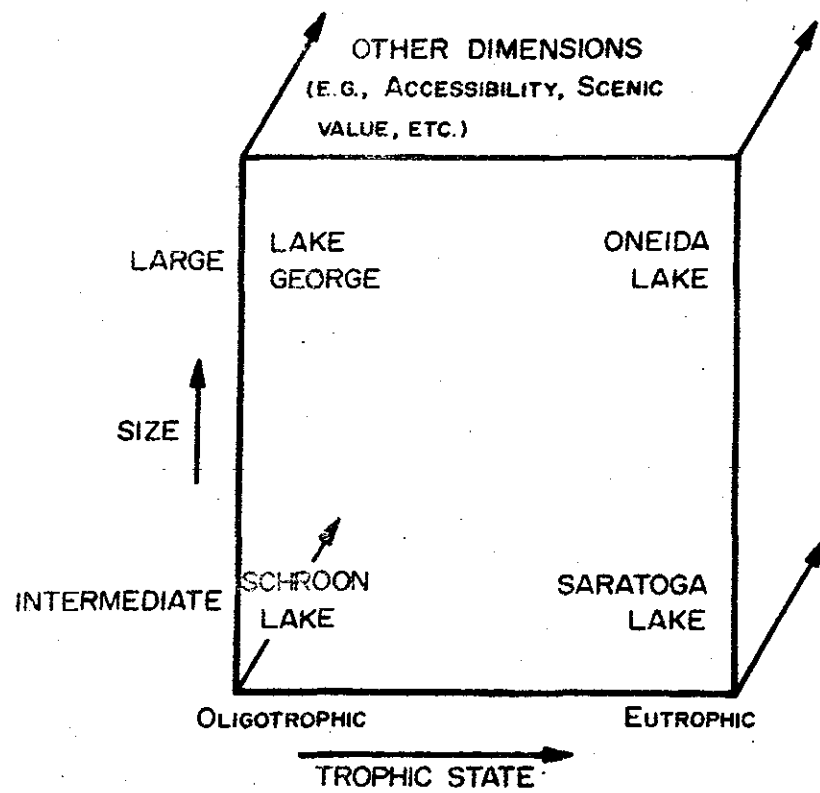 OTHER DIMENSIONS
(E.G., ACCESSIBILITY, SCENIC
VALUE, ETC.)
LARGE
LAKE
GEORGE
ONEIDA
LAKE
SIZE
INTERMEDIATE
SCHROON
LAKE
SARATOGA
LAKE
OLIGOTROPHIC
EUTROPHIC
TROPHIC STATE